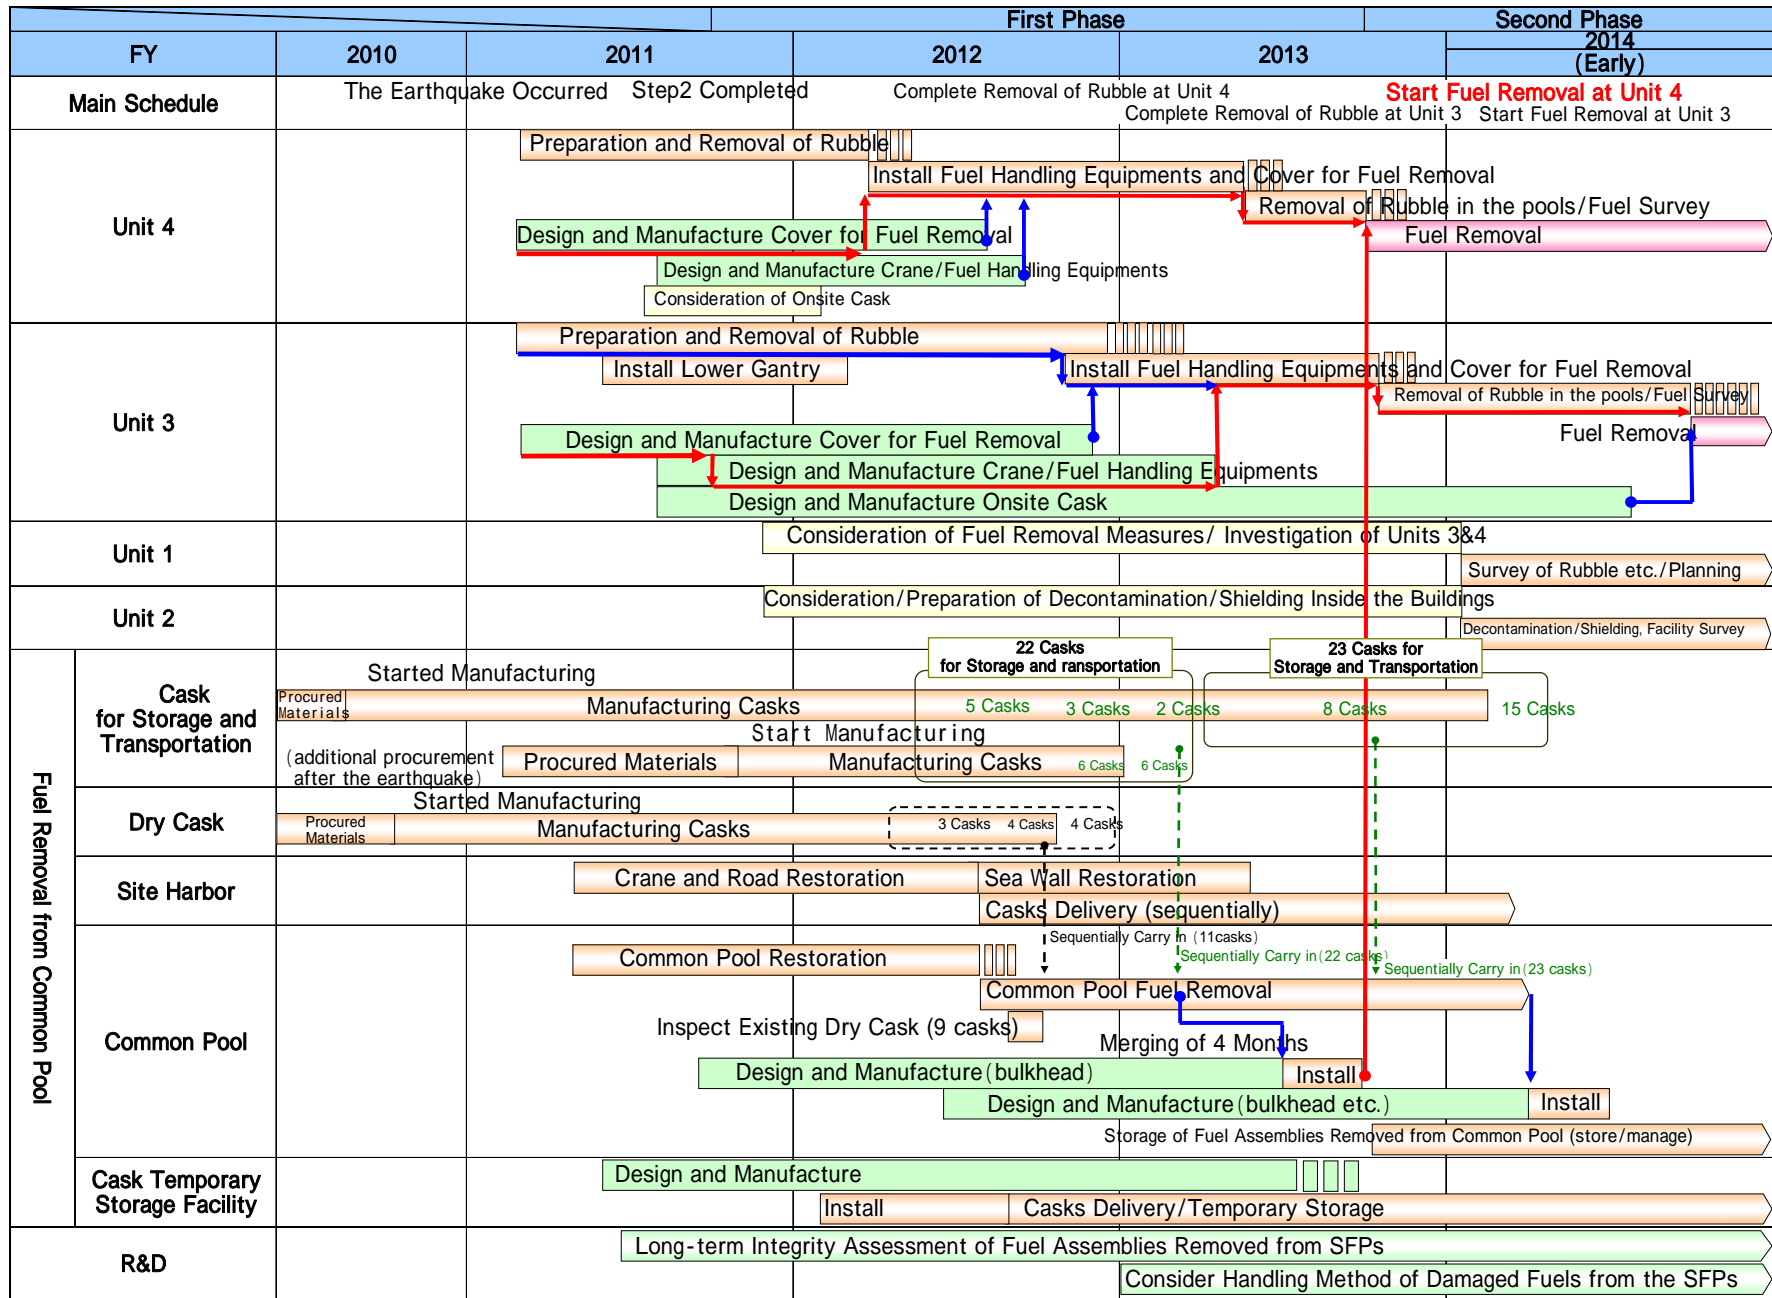 First Phase
Second Phase
FY
2010
2011
2012
2013
2014
(Early)
Main Schedule
The Earthquake Occurred
Step2 Completed
Complete Removal of Rubble at Unit 4
Start Fuel Removal at Unit 4
Complete Removal of Rubble at Unit 3
Start Fuel Removal at Unit 3
Unit 4
Preparation and Removal of Rubble
Install Fuel Handling Equipments and Cover for Fuel Removal
Removal of Rubble in the pools/Fuel Survey
Design and Manufacture Cover for Fuel Removal
Fuel Removal
Design and Manufacture Crane/Fuel Handling Equipments
Consideration of Onsite Cask
Unit 3
Preparation and Removal of Rubble
Install Lower Gantry
Install Fuel Handling Equipments and Cover for Fuel Removal
Removal of Rubble in the pools/Fuel Survey
Design and Manufacture Cover for Fuel Removal
Fuel Removal
Design and Manufacture Crane/Fuel Handling Equipments
Design and Manufacture Onsite Cask
Unit 1
Consideration of Fuel Removal Measures/ Investigation of Units 3&4
Survey of Rubble etc./Planning
Unit 2
Consideration/Preparation of Decontamination/Shielding Inside the Buildings
Decontamination/Shielding, Facility Survey
Fuel Removal from Common Pool
Cask
for Storage and
Transportation
22 Casks
for Storage and ransportation
23 Casks for
Storage and Transportation
Started Manufacturing
Procured
Materials
Manufacturing Casks
5 Casks
3 Casks
2 Casks
8 Casks
15 Casks
Start Manufacturing
(additional procurement
after the earthquake)
Procured Materials
Manufacturing Casks
6 Casks
6 Casks
Dry Cask
Started Manufacturing
Procured
Materials
Manufacturing Casks
3 Casks
4 Casks
4 Casks
Site Harbor
Crane and Road Restoration
Sea Wall Restoration
Casks Delivery (sequentially)
Common Pool
Sequentially Carry in (11casks)
Sequentially Carry in(22 casks)
Sequentially Carry in(23 casks)
Common Pool Restoration
Common Pool Fuel Removal
Inspect Existing Dry Cask (9 casks)
Merging of 4 Months
Design and Manufacture(bulkhead)
Install
Design and Manufacture(bulkhead etc.)
Install
Storage of Fuel Assemblies Removed from Common Pool (store/manage)
Cask Temporary
Storage Facility
Design and Manufacture
Install
Casks Delivery/Temporary Storage
R&D
Long-term Integrity Assessment of Fuel Assemblies Removed from SFPs
Consider Handling Method of Damaged Fuels from the SFPs